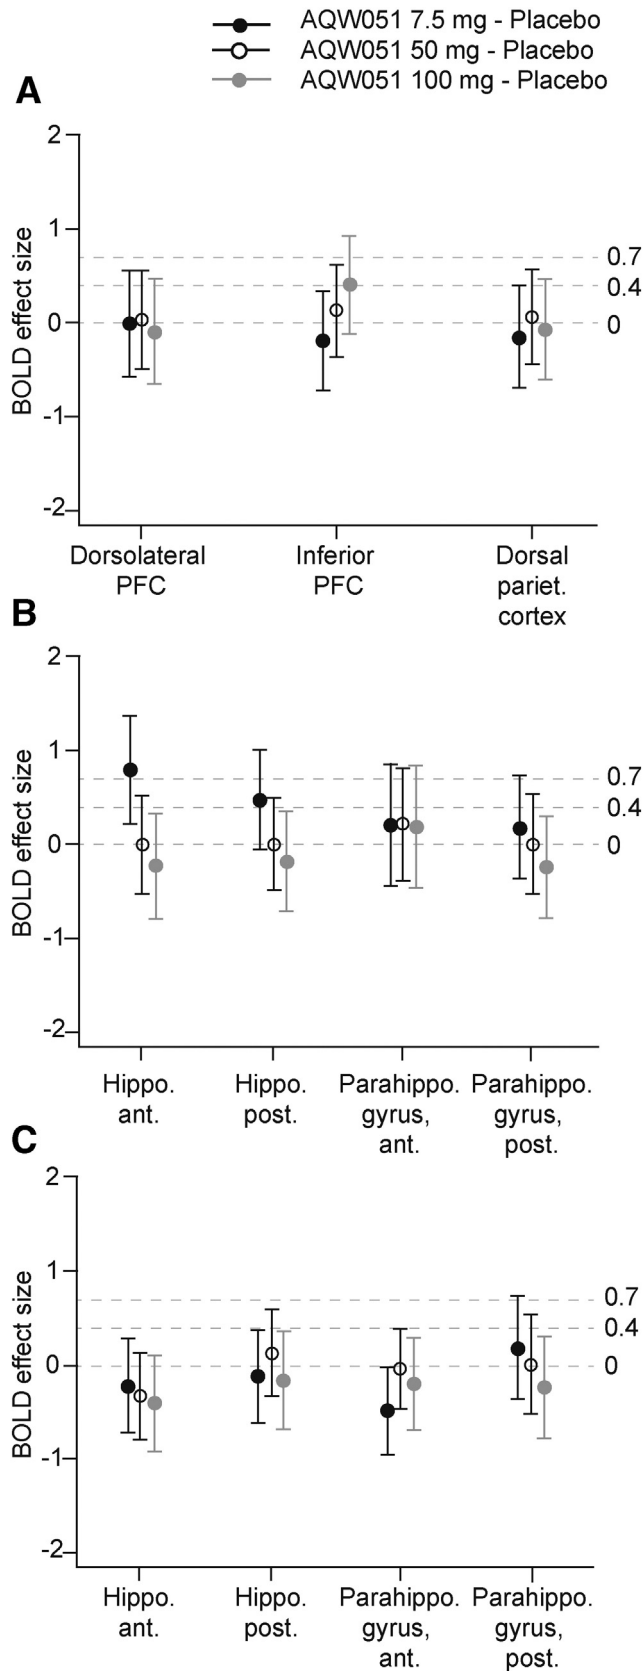 AQW051 7.5 mg - Placebo
AQW051 50 mg - Placebo
AQW051 100 mg - Placebo
A
2
1
0
-1
-2
BOLD effect size
0.7
0.4
0
Dorsolateral
PFC
Inferior
PFC
Dorsal
pariet.
cortex
B
2
1
0
-1
-2
BOLD effect size
0.7
0.4
0
Hippo.
ant.
Hippo.
post.
Parahippo.
gyrus,
ant.
Parahippo.
gyrus,
post.
C
2
1
0
-1
-2
BOLD effect size
0.7
0.4
0
Hippo.
ant.
Hippo.
post.
Parahippo.
gyrus,
ant.
Parahippo.
gyrus,
post.